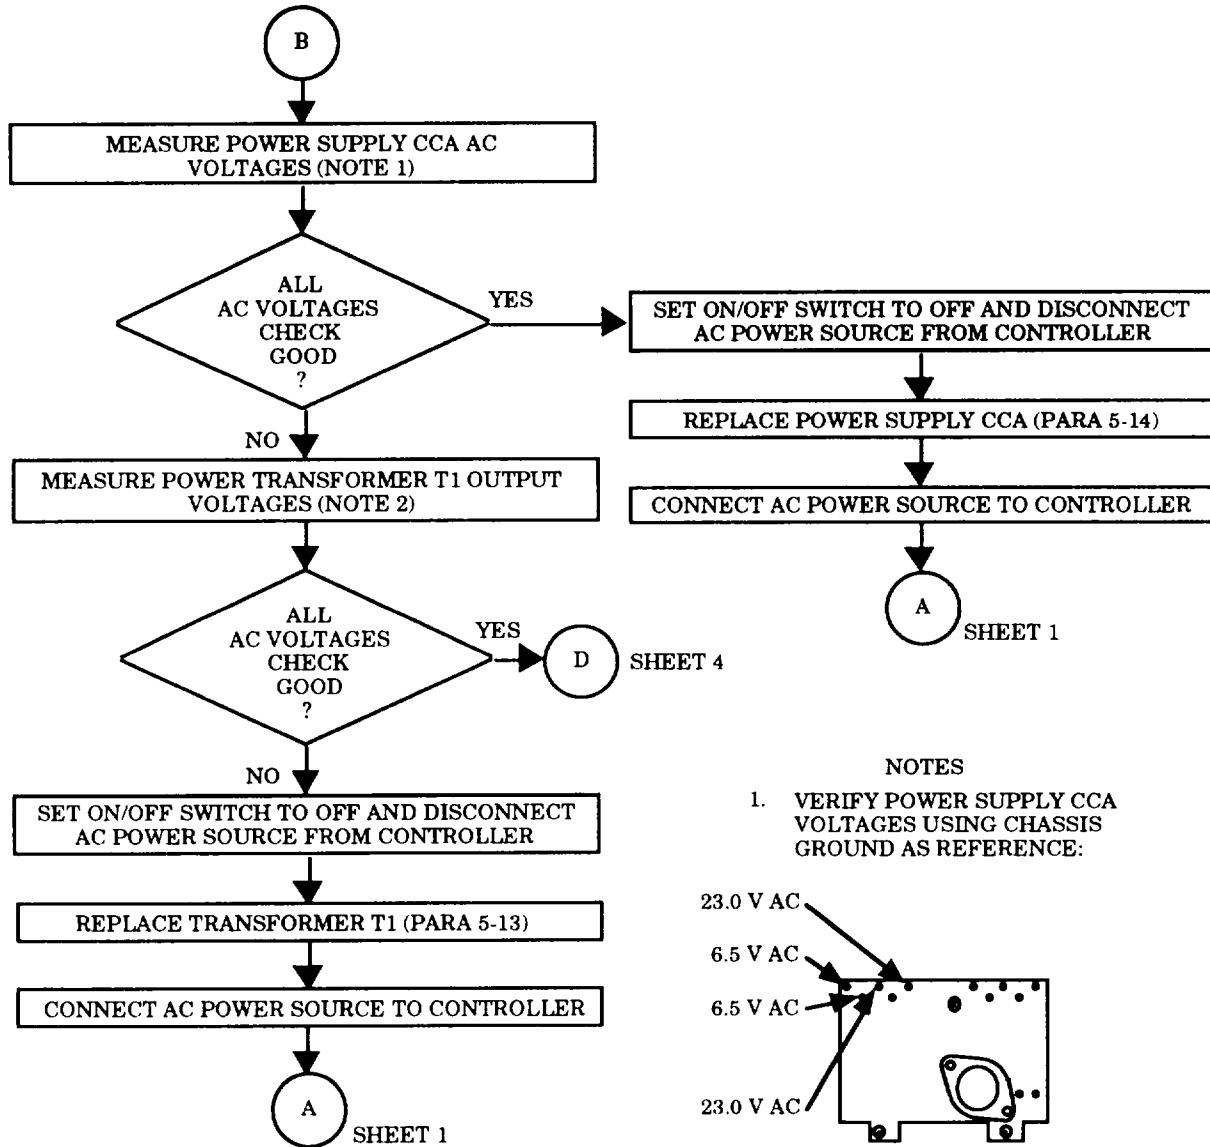 B
MEASURE POWER SUPPLY CCA AC
VOLTAGES (NOTE 1)
ALL
AC VOLTAGES
CHECK
GOOD
?
YES
SET ON/OFF SWITCH TO OFF AND DISCONNECT
AC POWER SOURCE FROM CONTROLLER
REPLACE POWER SUPPLY CCA (PARA 5-14)
CONNECT AC POWER SOURCE TO CONTROLLER
A
SHEET 1
NO
MEASURE POWER TRANSFORMER T1 OUTPUT
VOLTAGES (NOTE 2)
ALL
AC VOLTAGES
CHECK
GOOD
?
YES
D
SHEET 4
NO
SET ON/OFF SWITCH TO OFF AND DISCONNECT
AC POWER SOURCE FROM CONTROLLER
REPLACE TRANSFORMER T1 (PARA 5-13)
CONNECT AC POWER SOURCE TO CONTROLLER
A
SHEET 1
NOTES
1. VERIFY POWER SUPPLY CCA
VOLTAGES USING CHASSIS
GROUND AS REFERENCE:
23.0 V AC
6.5 V AC
6.5 V AC
23.0 V AC